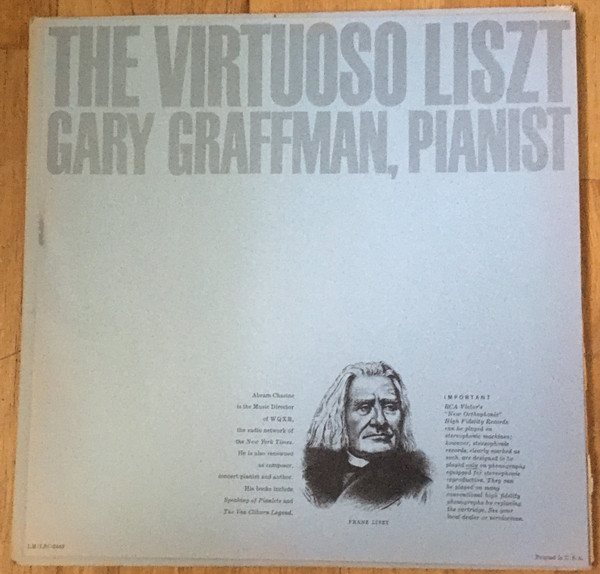 THE VIRTUOSO LISZT
GARY GRAFFMAN, PIANIST
Abram Chasins
is the Music Director
of WQXR,
the radio network of
the New York Times.
He is also renowned
as composer,
concert pianist and author.
His books include
Speaking of Pianists and
The Van Cliburn Legend.
FRANZ LISZT
IMPORTANT
RCA Victor's
"New Orthophonic"
High Fidelity Records
can be played on
stereophonic machines;
however, stereophonic
records, clearly marked as
such, are designed to be
played only on phonographs
equipped for stereophonic
reproduction. They can
be played on many
conventional high fidelity
phonographs by replacing
the cartridge. See your
local dealer or serviceman.
Printed in U.S.A.